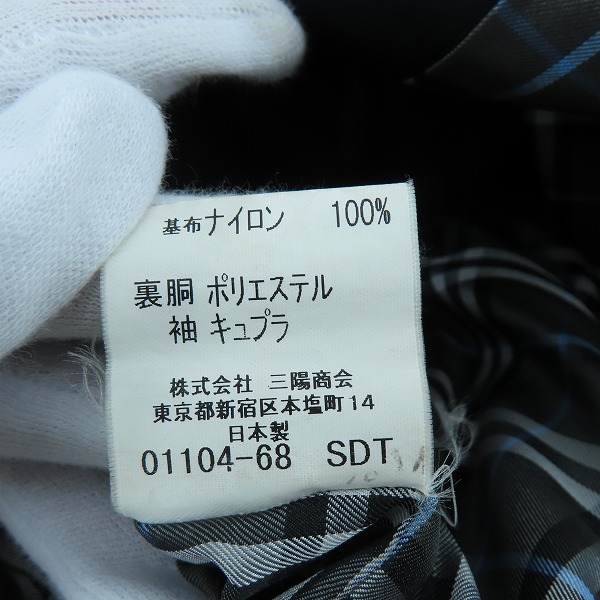 基布ナイロン 100%
裏胴 ポリエステル
袖 キュプラ
株式会社 三陽商会
東京都新宿区本塩町14
日本製
01104-68 SDT